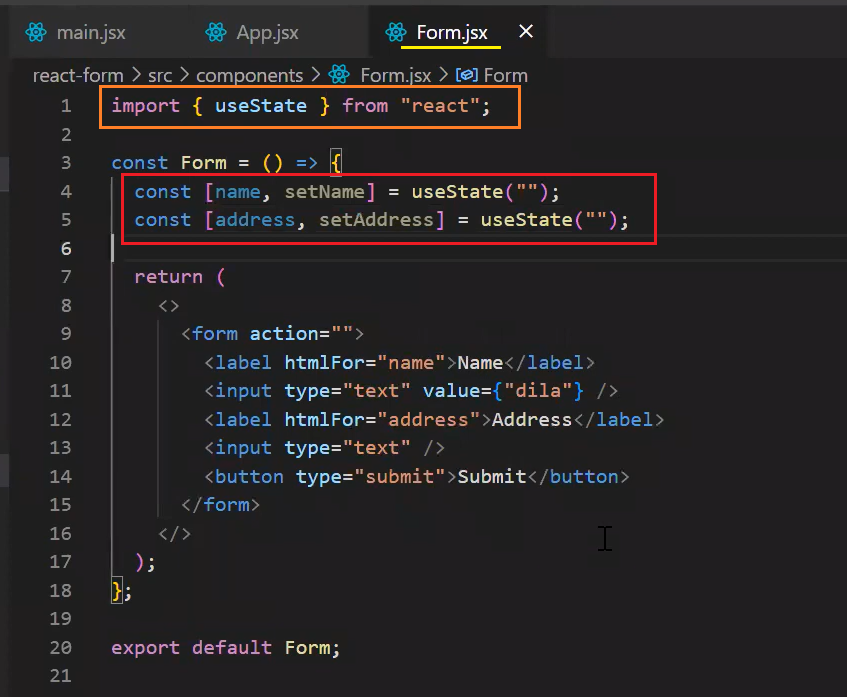 main.jsx App.jsx Form.jsx
react-form > src > components > Form.jsx > Form
1 import { useState } from "react";
2
3 const Form = () => {
4 const [name, setName] = useState("");
5 const [address, setAddress] = useState("");
6
7 return (
8 <>
9 <form action="">
10 <label htmlFor="name">Name</label>
11 <input type="text" value={"dila"} />
12 <label htmlFor="address">Address</label>
13 <input type="text" />
14 <button type="submit">Submit</button>
15 </form>
16 </>
17 );
18 };
19
20 export default Form;
21